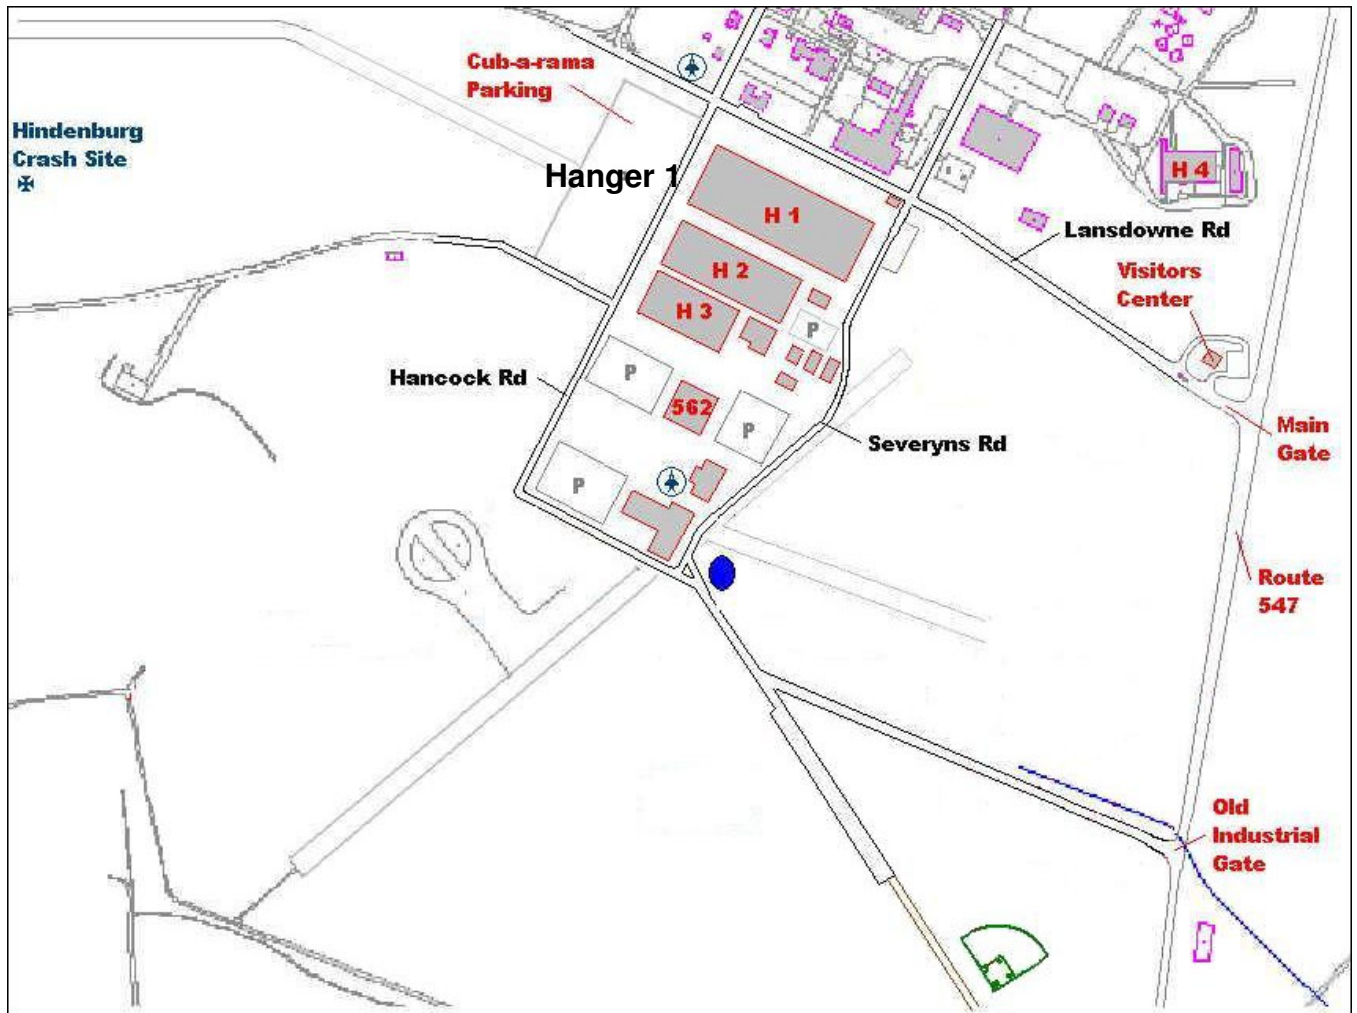 Cub-a-rama
Parking
Hindenburg
Crash Site
Hanger 1
H 4
H 1
Lansdowne Rd
H 2
Visitors
Center
H 3
P
P
Hancock Rd
562
P
Main
Gate
Severyns Rd
P
Route
547
Old
Industrial
Gate